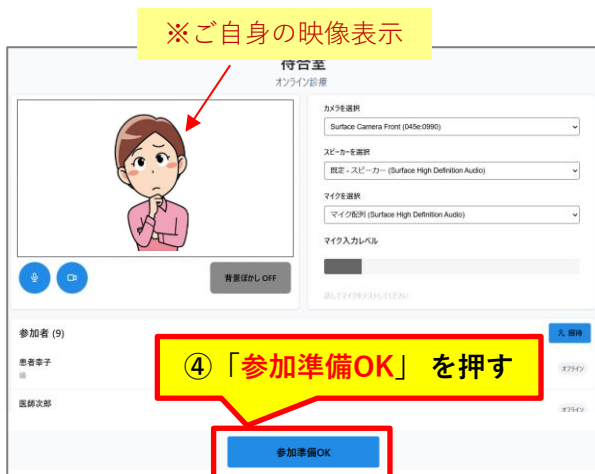 ※ご自身の映像表示
待合室
オンライン診療
カメラを選択
Surface Camera Front (045e:0990)
スピーカーを選択
既定 - スピーカー (Surface High Definition Audio)
マイクを選択
マイク配列 (Surface High Definition Audio)
マイク入力レベル
話してマイクをテストしてください
背景ぼかし OFF
参加者 (9)
招待
患者幸子
オフライン
医師次郎
オフライン
④「参加準備OK」 を押す
参加準備OK